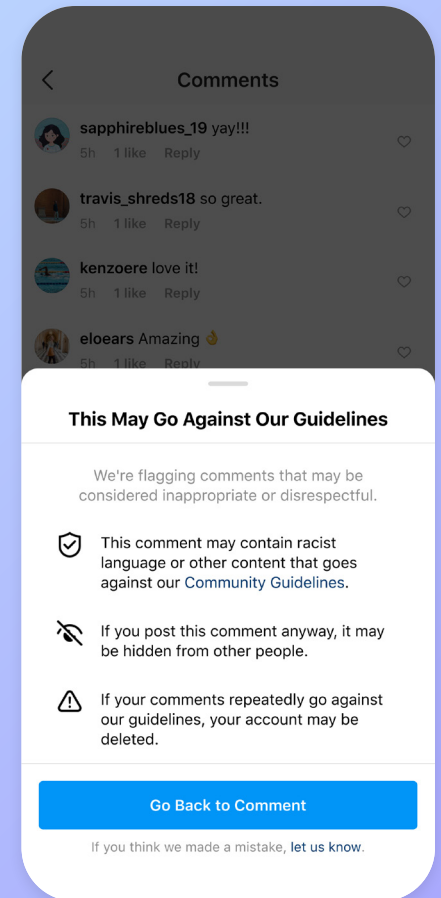 Comments
sapphireblues_19 yay!!!
5h 1 like Reply
travis_shreds18 so great.
5h 1 like Reply
kenzoere love it!
5h 1 like Reply
eloears Amazing 👌
5h 1 like Reply
This May Go Against Our Guidelines
We're flagging comments that may be
considered inappropriate or disrespectful.
This comment may contain racist
language or other content that goes
against our Community Guidelines.
If you post this comment anyway, it may
be hidden from other people.
If your comments repeatedly go against
our guidelines, your account may be
deleted.
Go Back to Comment
If you think we made a mistake, let us know.